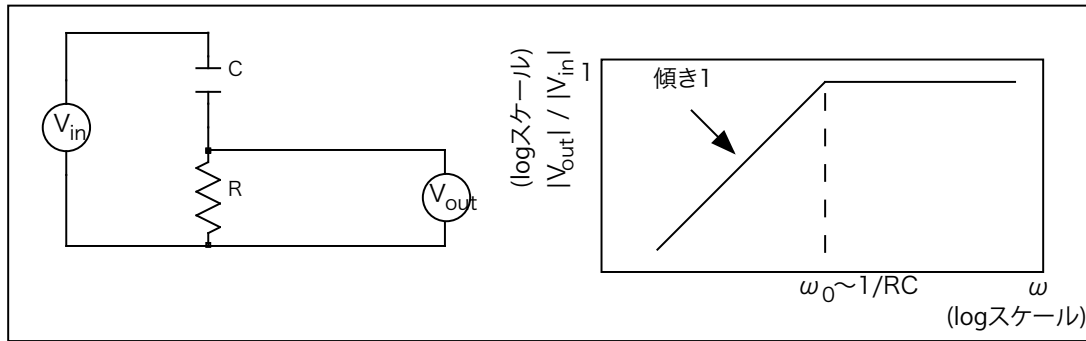 C
V_in
R
V_out
(logスケール)
|V_out| / |V_in|
1
傾き1
ω_0〜1/RC
ω
(logスケール)